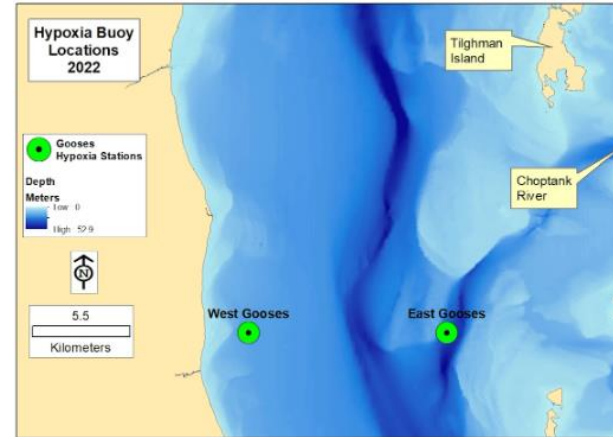 Hypoxia Buoy
Locations
2022
Tilghman
Island
Gooses
Hypoxia Stations
Depth
Meters
Low : 0
High : 52.9
Choptank
River
N
5.5
Kilometers
West Gooses
East Gooses